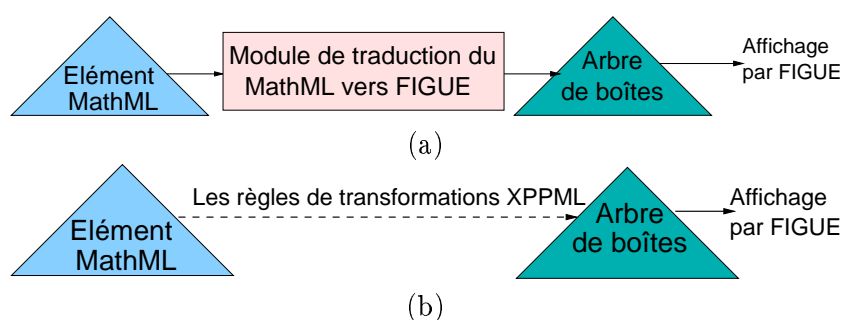 Elément
MathML
Module de traduction du
MathML vers FIGUE
Arbre
de boîtes
Affichage
par FIGUE
(a)
Elément
MathML
Les règles de transformations XPPML
Arbre
de boîtes
Affichage
par FIGUE
(b)